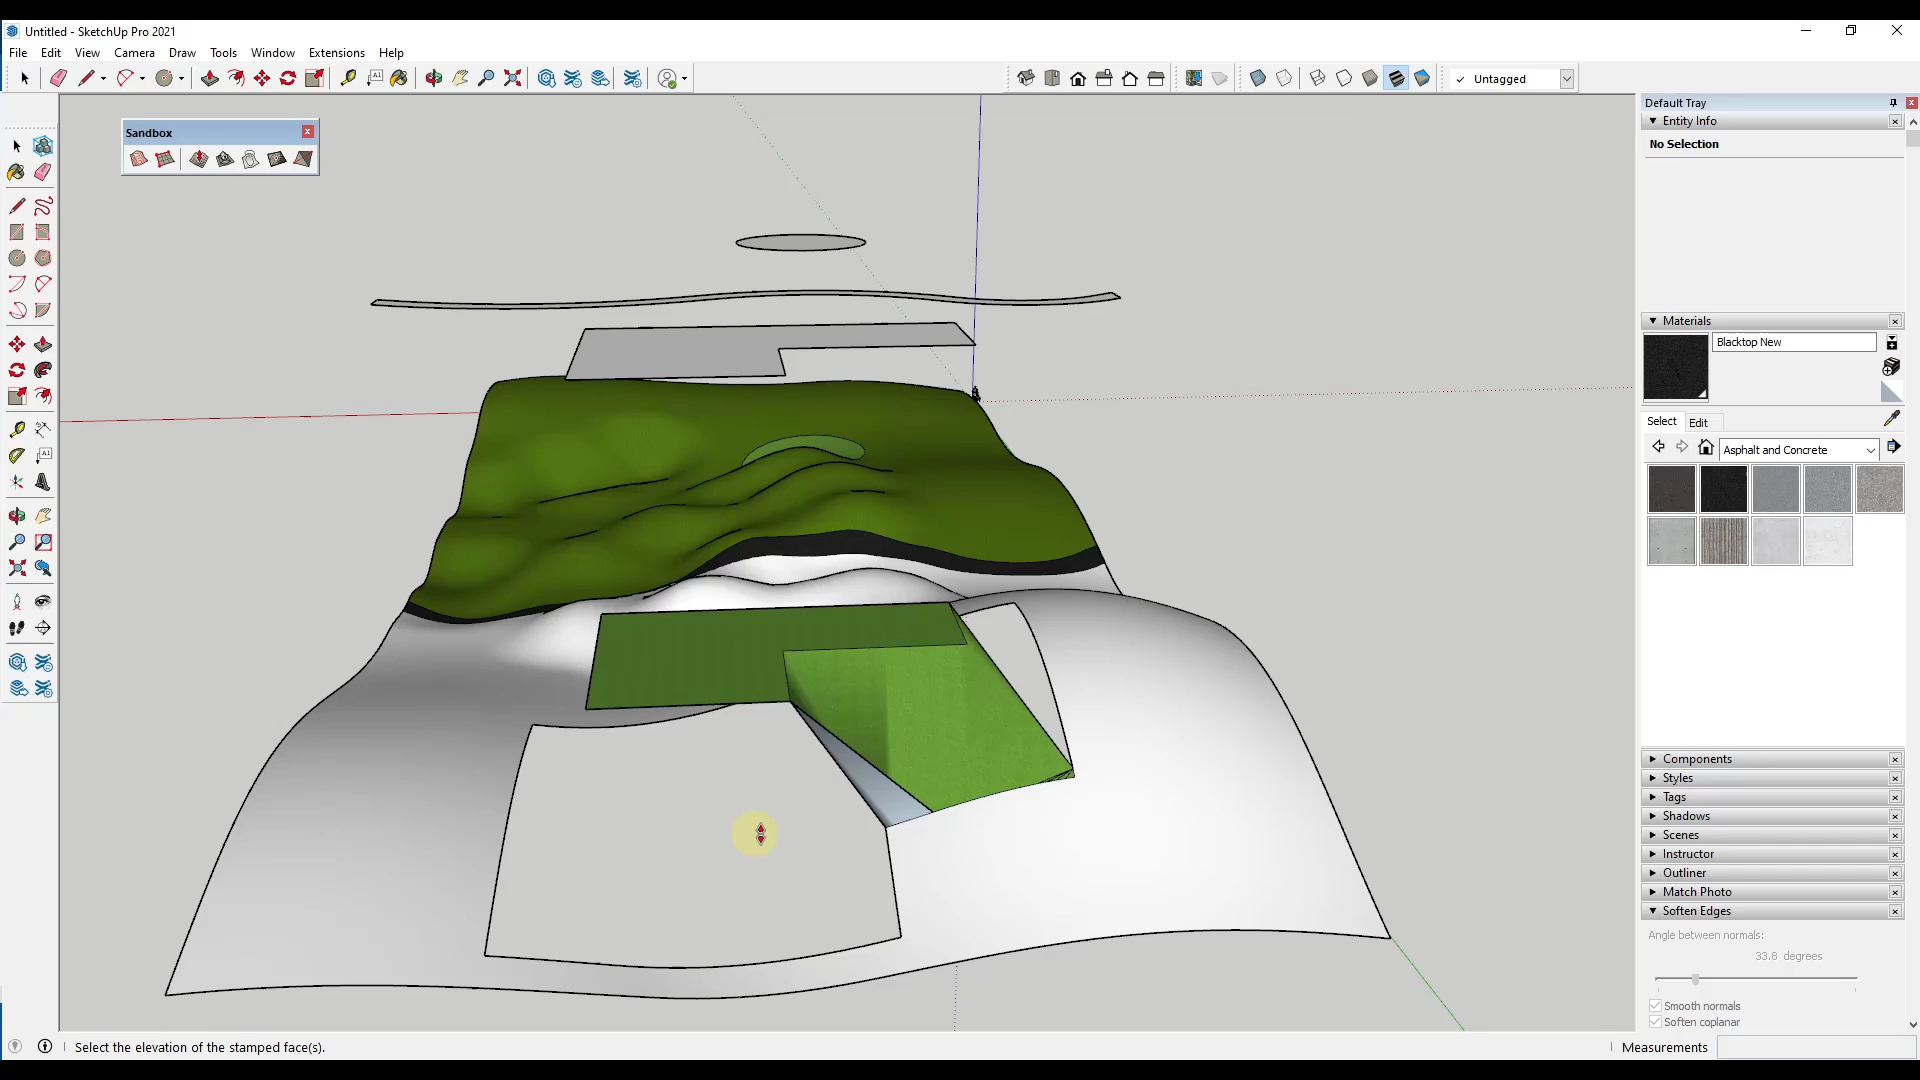 Untitled - SketchUp Pro 2021
File Edit View Camera Draw Tools Window Extensions Help
A1
Untagged
Default Tray
Entity Info
No Selection
Sandbox
A1
Materials
Blacktop New
Select Edit
Asphalt and Concrete
Components
Styles
Tags
Shadows
Scenes
Instructor
Outliner
Match Photo
Soften Edges
Angle between normals:
33.8 degrees
Smooth normals
Soften coplanar
Select the elevation of the stamped face(s).
Measurements